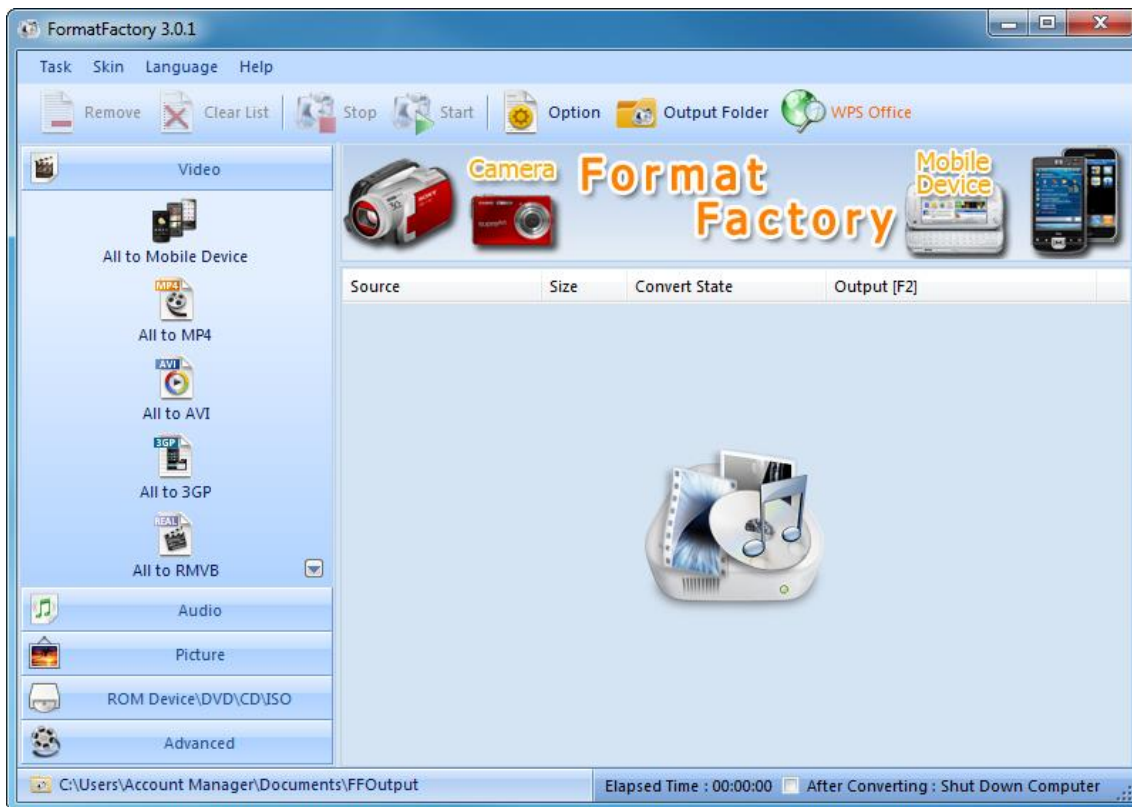 FormatFactory 3.0.1
Task Skin Language Help
Remove Clear List Stop Start Option Output Folder WPS Office
Video
All to Mobile Device
MP4
All to MP4
AVI
All to AVI
3GP
All to 3GP
REAL
All to RMVB
Audio
Picture
ROM Device\DVD\CD\ISO
Advanced
Camera
Format
Factory
Mobile
Device
SONY
Source Size Convert State Output [F2]
C:\Users\Account Manager\Documents\FFOutput
Elapsed Time : 00:00:00 After Converting : Shut Down Computer